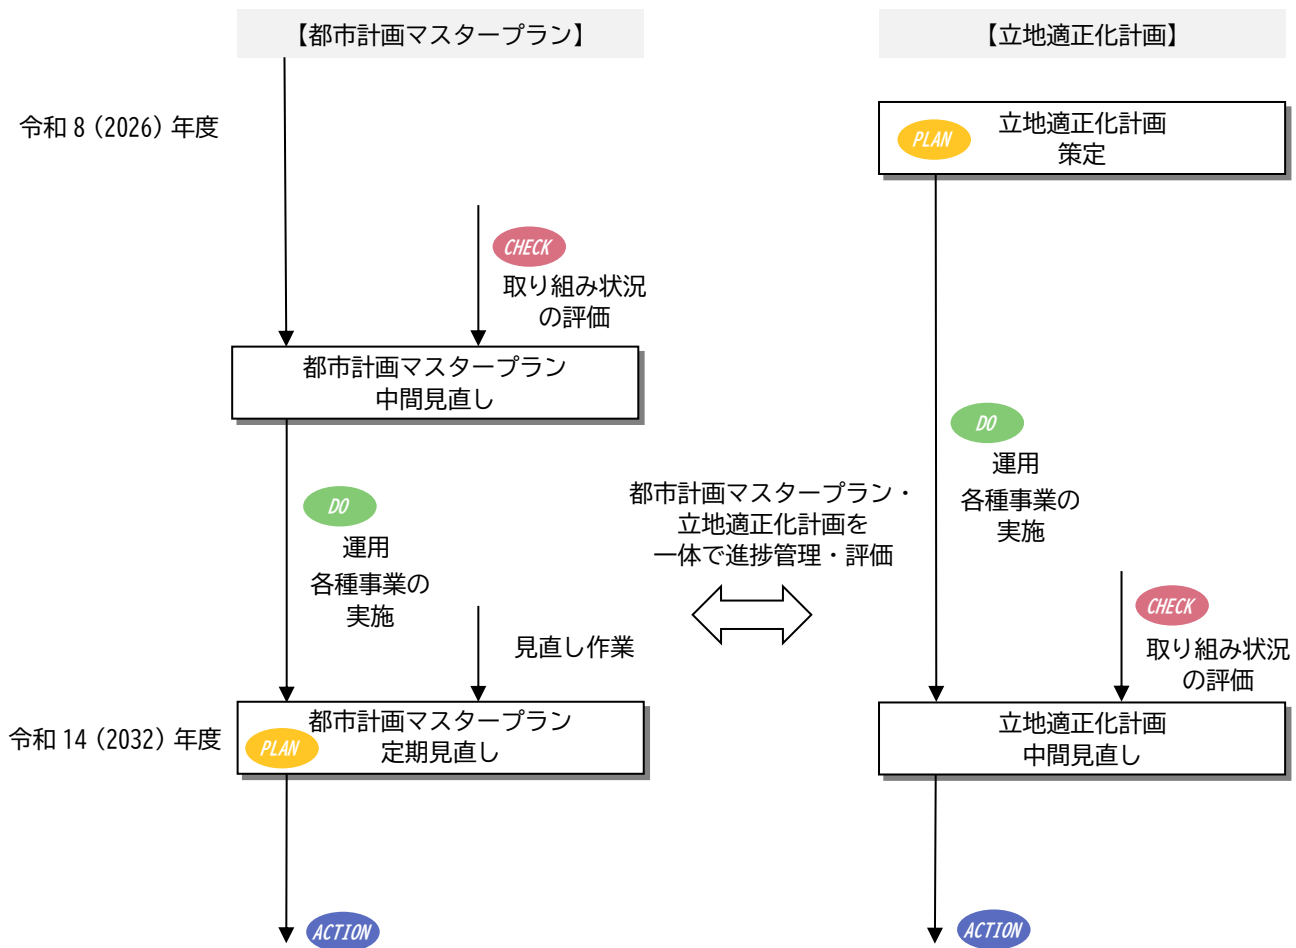 【都市計画マスタープラン】
【立地適正化計画】
令和8(2026)年度
PLAN
立地適正化計画
策定
CHECK
取り組み状況
の評価
都市計画マスタープラン
中間見直し
DO
運用
各種事業の
実施
都市計画マスタープラン・
立地適正化計画を
一体で進捗管理・評価
DO
運用
各種事業の
実施
見直し作業
CHECK
取り組み状況
の評価
令和14(2032)年度
PLAN
都市計画マスタープラン
定期見直し
立地適正化計画
中間見直し
ACTION
ACTION